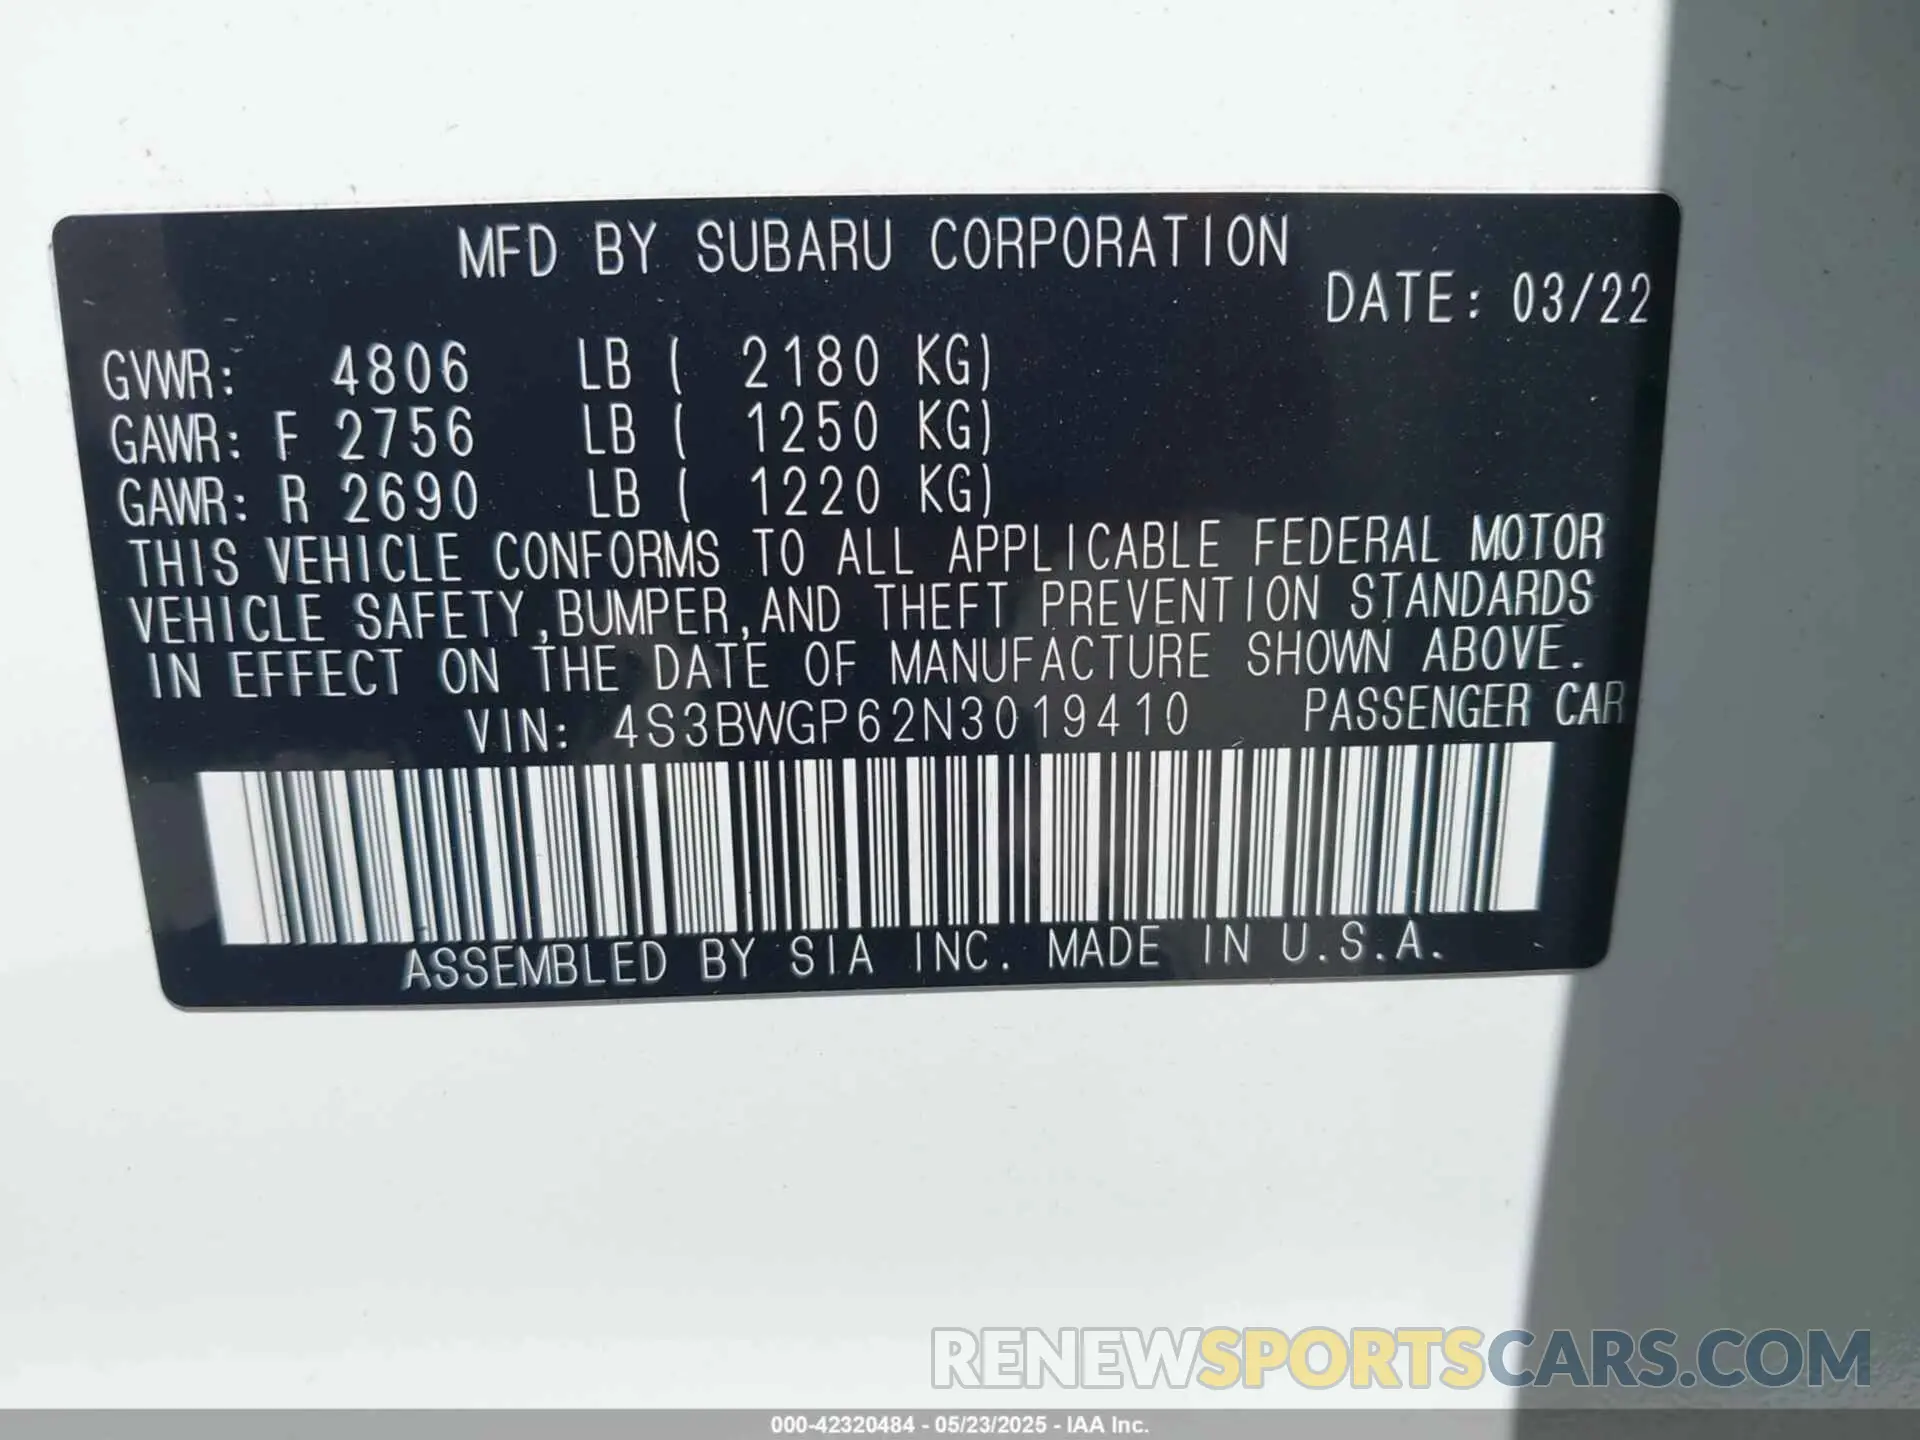 MFD BY SUBARU CORPORATION
DATE: 03/22
GVWR: 4806 LB ( 2180 KG)
GAWR: F 2756 LB ( 1250 KG)
GAWR: R 2690 LB ( 1220 KG)
THIS VEHICLE CONFORMS TO ALL APPLICABLE FEDERAL MOTOR
VEHICLE SAFETY,BUMPER,AND THEFT PREVENTION STANDARDS
IN EFFECT ON THE DATE OF MANUFACTURE SHOWN ABOVE.
VIN: 4S3BWGP62N3019410 PASSENGER CAR
ASSEMBLED BY SIA INC. MADE IN U.S.A.
RENEWSPORTSCARS.COM
000-42320484 - 05/23/2025 - IAA Inc.